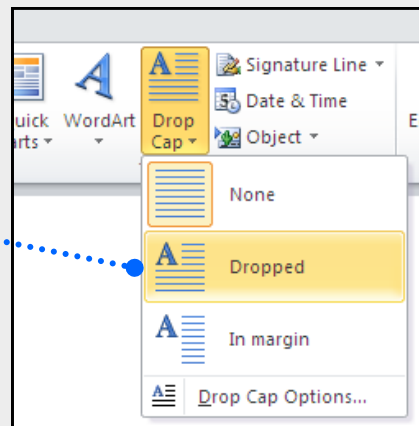 Signature Line
WordArt Drop Date & Time
Cap Object
None
Dropped
In margin
Drop Cap Options...